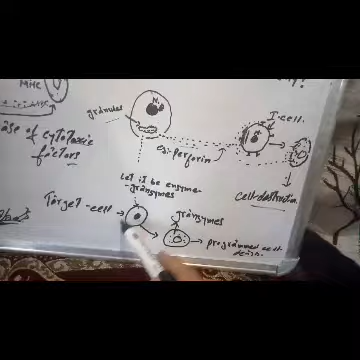 MHC
N
granules
T-cell
ase of cytotoxic
factors
eg:-perforin
Let it be enzyme-
-granzymes
cell-destruction
Target-cell
granzymes
programmed cell